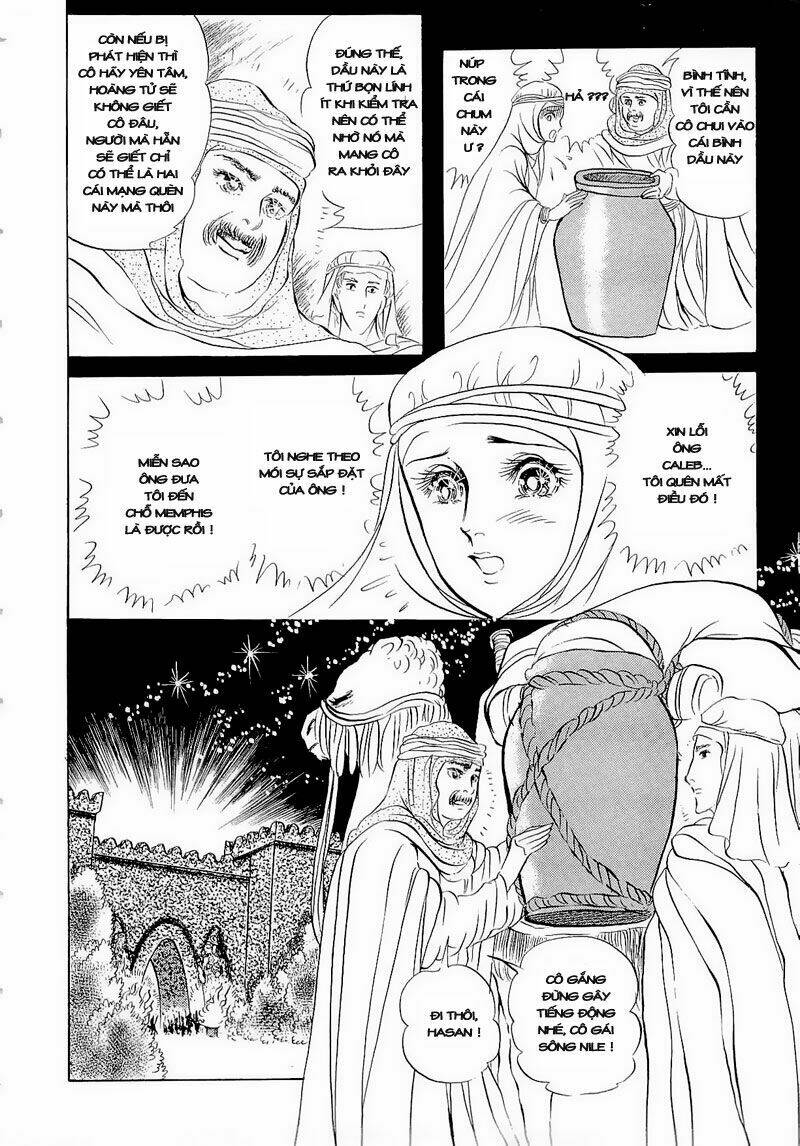 BÌNH TĨNH,
VÌ THẾ NÊN
TÔI CẦN
CÔ CHUI VÀO
CÁI BÌNH
DẦU NÀY
HẢ ???
NÚP
TRONG
CÁI
CHUM
NÀY
Ư ?
ĐÚNG THẾ,
DẦU NÀY LÀ
THỨ BỌN LÍNH
ÍT KHI KIỂM TRA
NÊN CÓ THỂ
NHỜ NÓ MÀ
MANG CÔ
RA KHỎI ĐÂY
CÒN NẾU BỊ
PHÁT HIỆN THÌ
CÔ HÃY YÊN TÂM,
HOÀNG TỬ SẼ
KHÔNG GIẾT
CÔ ĐÂU,
NGƯỜI MÀ HẮN
SẼ GIẾT CHỈ
CÓ THỂ LÀ HAI
CÁI MẠNG QUÈN
NÀY MÀ THÔI
XIN LỖI
ÔNG
CALEB...
TÔI QUÊN MẤT
ĐIỀU ĐÓ !
TÔI NGHE THEO
MÓI SỰ SẮP ĐẶT
CỦA ÔNG !
MIỄN SAO
ÔNG ĐƯA
TÔI ĐẾN
CHỖ MEMPHIS
LÀ ĐƯỢC RỒI !
CÔ GẮNG
ĐỪNG GÂY
TIẾNG ĐỘNG
NHÉ, CÔ GÁI
SÔNG NILE !
ĐI THÔI,
HASAN !